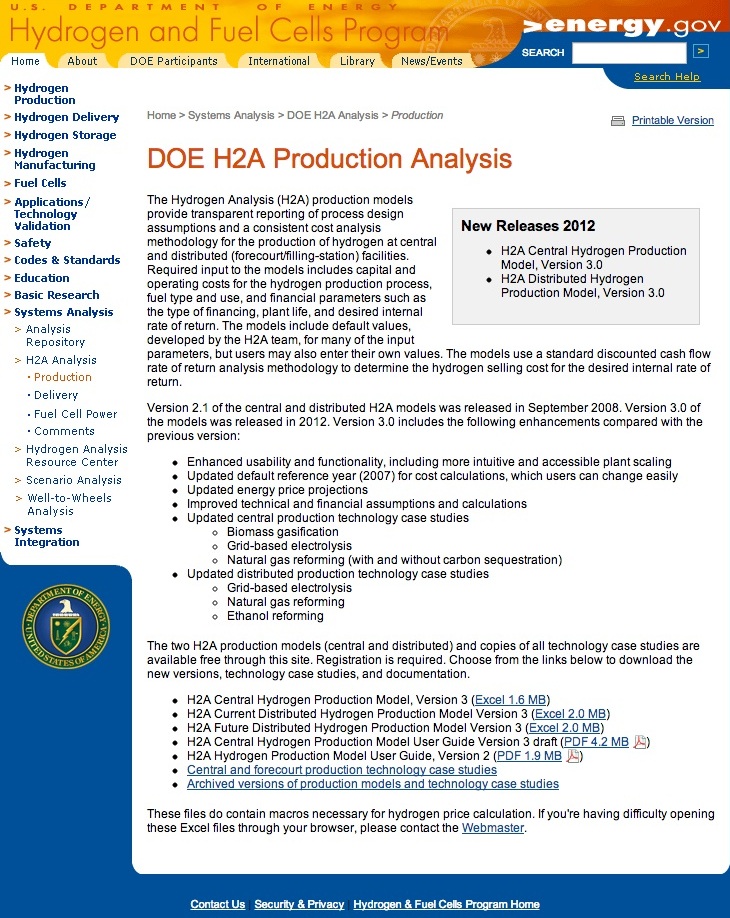 U.S. DEPARTMENT OF ENERGY
Hydrogen and Fuel Cells Program
>energy.gov
SEARCH
>
Search Help
Home
About
DOE Participants
International
Library
News/Events
> Hydrogen
Production
> Hydrogen Delivery
> Hydrogen Storage
> Hydrogen
Manufacturing
> Fuel Cells
> Applications/
Technology
Validation
> Safety
> Codes & Standards
> Education
> Basic Research
> Systems Analysis
> Analysis
Repository
> H2A Analysis
· Production
· Delivery
· Fuel Cell Power
· Comments
> Hydrogen Analysis
Resource Center
> Scenario Analysis
> Well-to-Wheels
Analysis
> Systems
Integration
DEPARTMENT OF ENERGY
UNITED STATES OF AMERICA
Home > Systems Analysis > DOE H2A Analysis > Production
Printable Version
DOE H2A Production Analysis
The Hydrogen Analysis (H2A) production models
provide transparent reporting of process design
assumptions and a consistent cost analysis
methodology for the production of hydrogen at central
and distributed (forecourt/filling-station) facilities.
Required input to the models includes capital and
operating costs for the hydrogen production process,
fuel type and use, and financial parameters such as
the type of financing, plant life, and desired internal
rate of return. The models include default values,
developed by the H2A team, for many of the input
parameters, but users may also enter their own values. The models use a standard discounted cash flow
rate of return analysis methodology to determine the hydrogen selling cost for the desired internal rate of
return.
New Releases 2012
• H2A Central Hydrogen Production
Model, Version 3.0
• H2A Distributed Hydrogen
Production Model, Version 3.0
Version 2.1 of the central and distributed H2A models was released in September 2008. Version 3.0 of
the models was released in 2012. Version 3.0 includes the following enhancements compared with the
previous version:
• Enhanced usability and functionality, including more intuitive and accessible plant scaling
• Updated default reference year (2007) for cost calculations, which users can change easily
• Updated energy price projections
• Improved technical and financial assumptions and calculations
• Updated central production technology case studies
◦ Biomass gasification
◦ Grid-based electrolysis
◦ Natural gas reforming (with and without carbon sequestration)
• Updated distributed production technology case studies
◦ Grid-based electrolysis
◦ Natural gas reforming
◦ Ethanol reforming
The two H2A production models (central and distributed) and copies of all technology case studies are
available free through this site. Registration is required. Choose from the links below to download the
new versions, technology case studies, and documentation.
• H2A Central Hydrogen Production Model, Version 3 (Excel 1.6 MB)
• H2A Current Distributed Hydrogen Production Model Version 3 (Excel 2.0 MB)
• H2A Future Distributed Hydrogen Production Model Version 3 (Excel 2.0 MB)
• H2A Central Hydrogen Production Model User Guide Version 3 draft (PDF 4.2 MB )
• H2A Hydrogen Production Model User Guide, Version 2 (PDF 1.9 MB )
• Central and forecourt production technology case studies
• Archived versions of production models and technology case studies
These files do contain macros necessary for hydrogen price calculation. If you're having difficulty opening
these Excel files through your browser, please contact the Webmaster.
Contact Us | Security & Privacy | Hydrogen & Fuel Cells Program Home